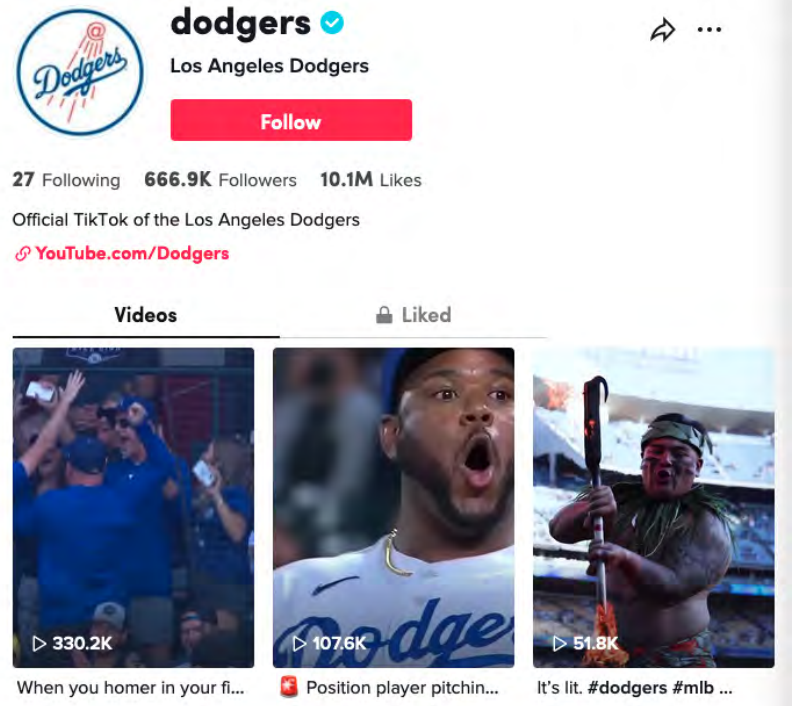 Dodgers
dodgers
Los Angeles Dodgers
Follow
27 Following 666.9K Followers 10.1M Likes
Official TikTok of the Los Angeles Dodgers
YouTube.com/Dodgers
Videos Liked
Dodge
330.2K 107.6K 51.8K
When you homer in your fi... 🚨 Position player pitchin... It's lit. #dodgers #mlb ...